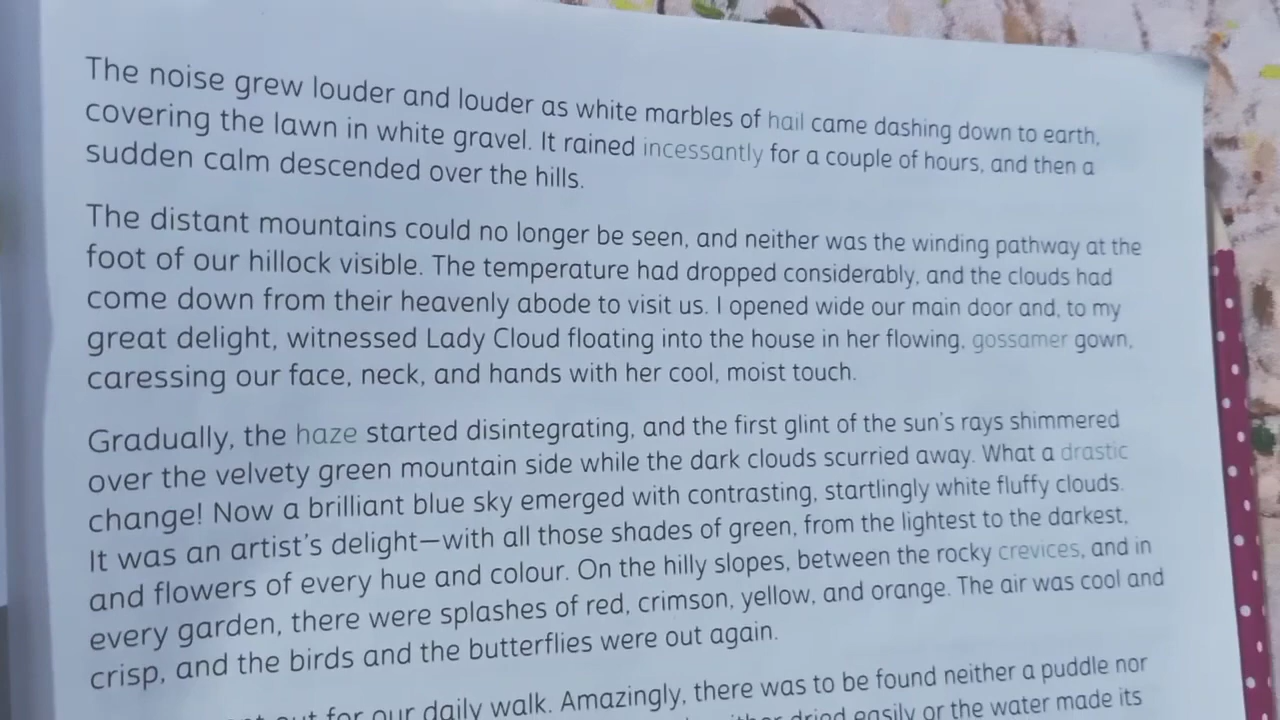 The noise grew louder and louder as white marbles of hail came dashing down to earth,
covering the lawn in white gravel. It rained incessantly for a couple of hours, and then a
sudden calm descended over the hills.
The distant mountains could no longer be seen, and neither was the winding pathway at the
foot of our hillock visible. The temperature had dropped considerably, and the clouds had
come down from their heavenly abode to visit us. I opened wide our main door and, to my
great delight, witnessed Lady Cloud floating into the house in her flowing, gossamer gown,
caressing our face, neck, and hands with her cool, moist touch.
Gradually, the haze started disintegrating, and the first glint of the sun's rays shimmered
over the velvety green mountain side while the dark clouds scurried away. What a drastic
change! Now a brilliant blue sky emerged with contrasting, startlingly white fluffy clouds.
It was an artist's delight—with all those shades of green, from the lightest to the darkest,
and flowers of every hue and colour. On the hilly slopes, between the rocky crevices, and in
every garden, there were splashes of red, crimson, yellow, and orange. The air was cool and
crisp, and the birds and the butterflies were out again.
out for our daily walk. Amazingly, there was to be found neither a puddle nor
dried easily or the water made its